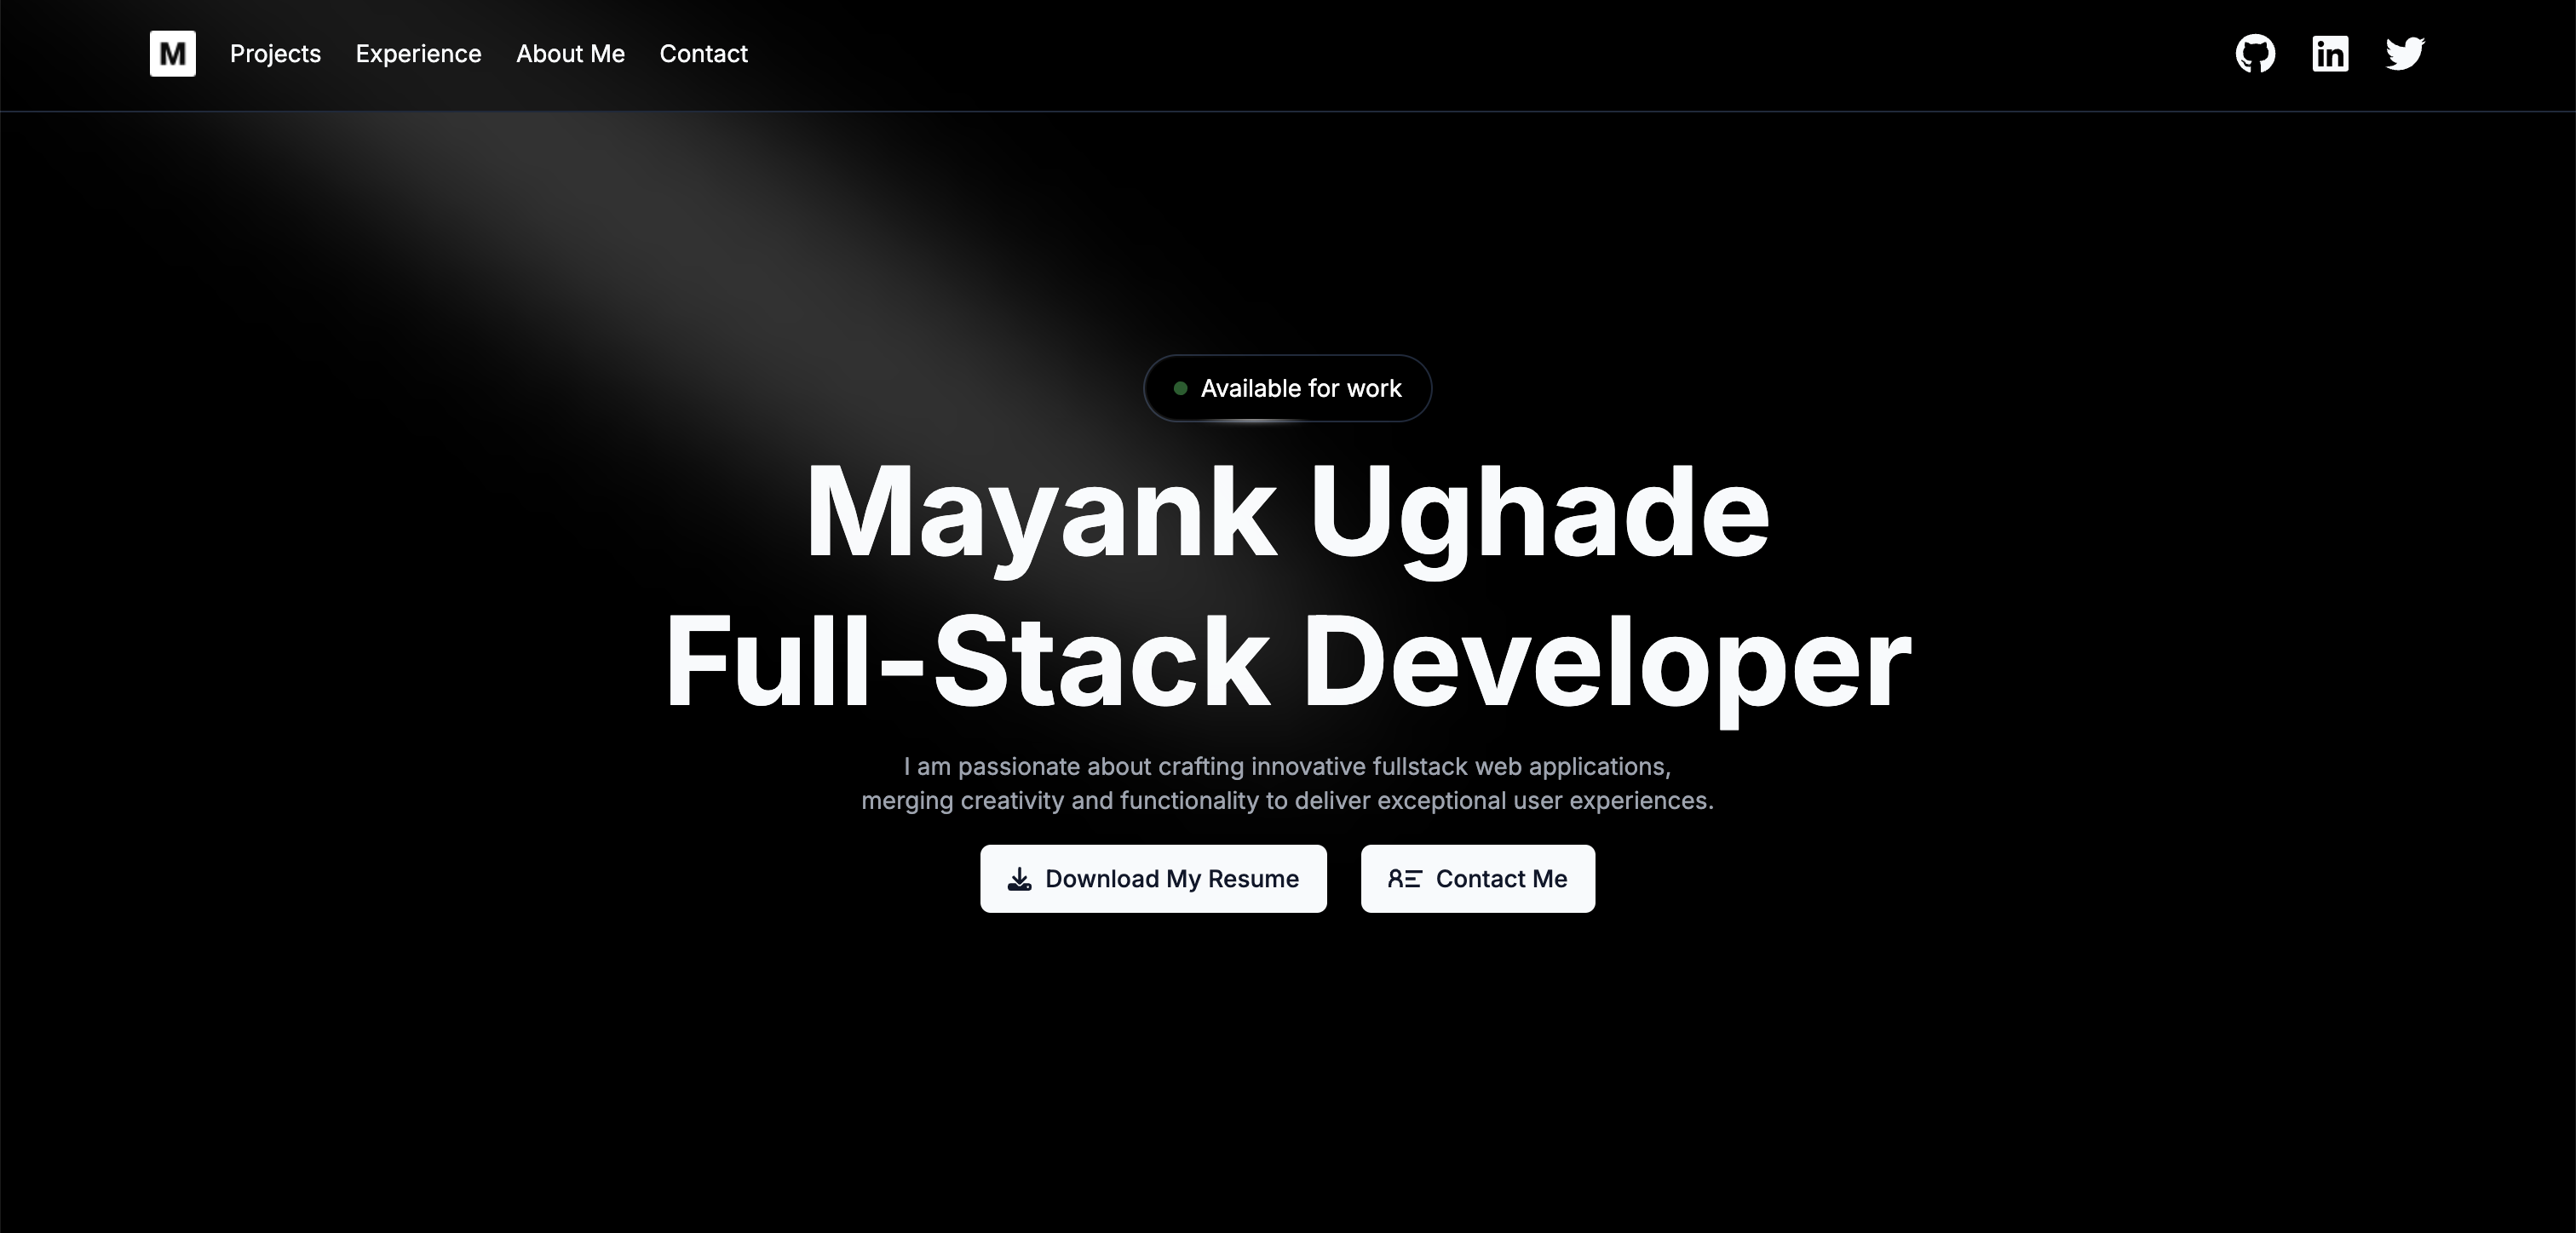 M Projects Experience About Me Contact in
Available for work
Mayank Ughade
Full-Stack Developer
I am passionate about crafting innovative fullstack web applications,
merging creativity and functionality to deliver exceptional user experiences.
Download My Resume Contact Me